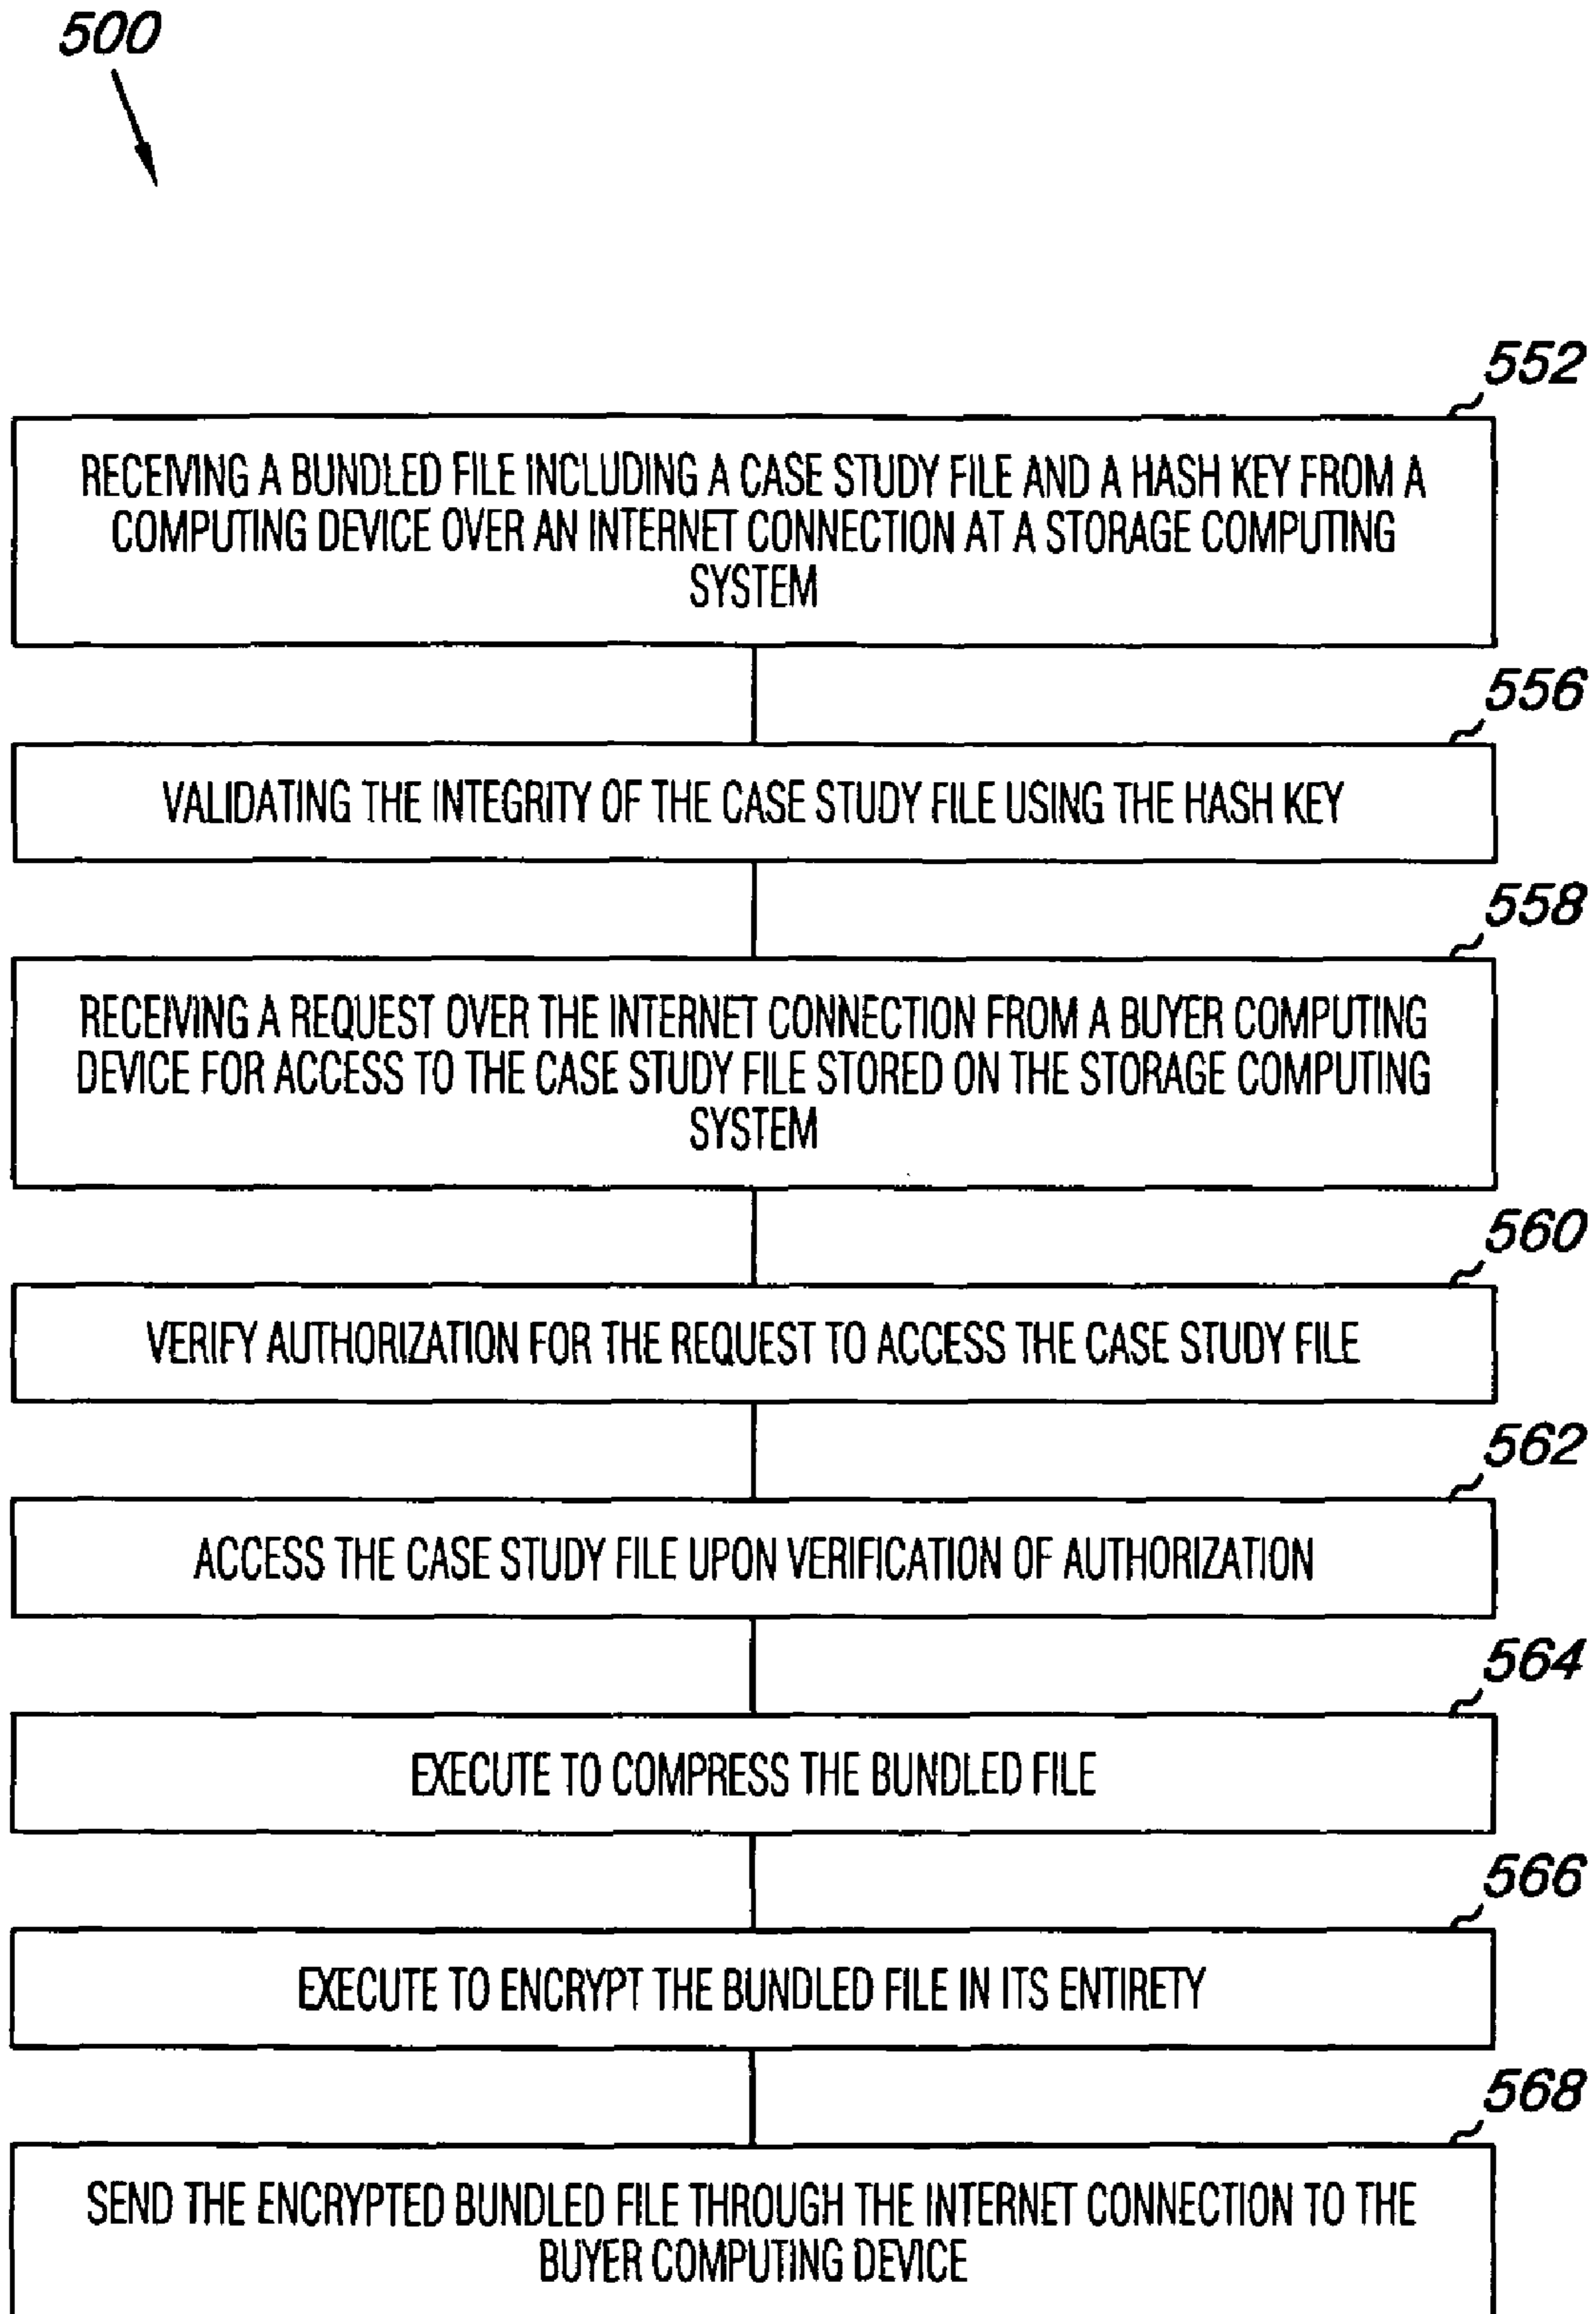 500
552
RECEIVING A BUNDLED FILE INCLUDING A CASE STUDY FILE AND A HASH KEY FROM A
COMPUTING DEVICE OVER AN INTERNET CONNECTION AT A STORAGE COMPUTING
SYSTEM
556
VALIDATING THE INTEGRITY OF THE CASE STUDY FILE USING THE HASH KEY
558
RECEIVING A REQUEST OVER THE INTERNET CONNECTION FROM A BUYER COMPUTING
DEVICE FOR ACCESS TO THE CASE STUDY FILE STORED ON THE STORAGE COMPUTING
SYSTEM
560
VERIFY AUTHORIZATION FOR THE REQUEST TO ACCESS THE CASE STUDY FILE
562
ACCESS THE CASE STUDY FILE UPON VERIFICATION OF AUTHORIZATION
564
EXECUTE TO COMPRESS THE BUNDLED FILE
566
EXECUTE TO ENCRYPT THE BUNDLED FILE IN ITS ENTIRETY
568
SEND THE ENCRYPTED BUNDLED FILE THROUGH THE INTERNET CONNECTION TO THE
BUYER COMPUTING DEVICE